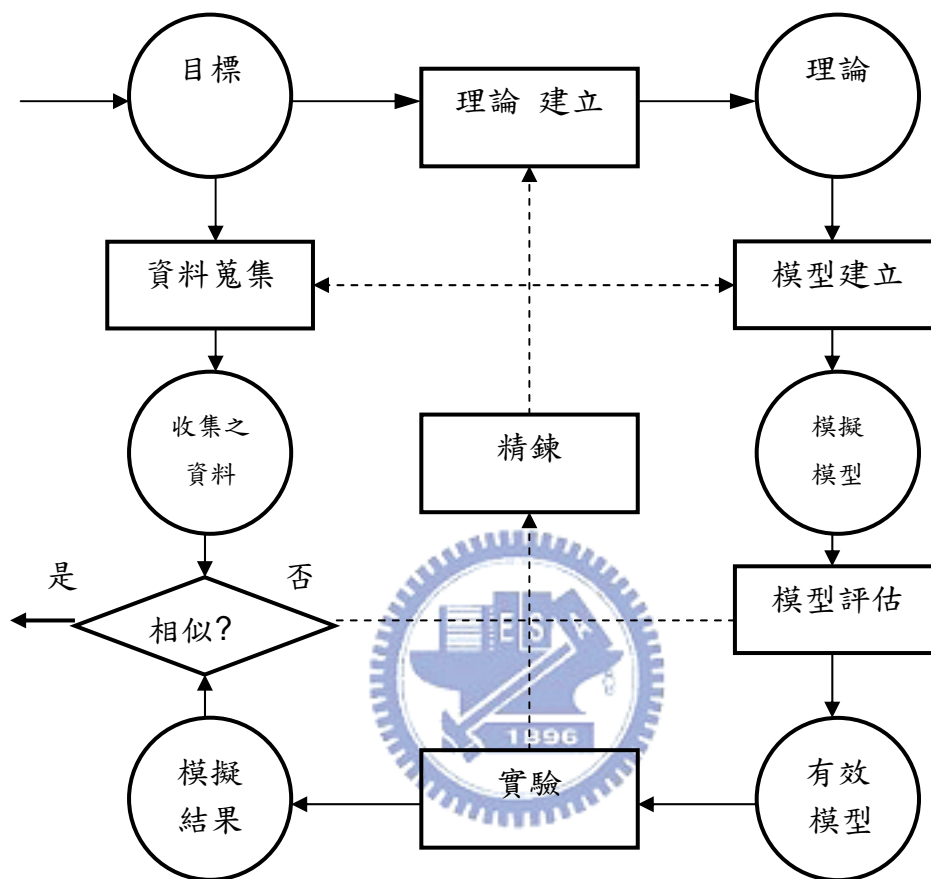 目標
理論 建立
理論
資料蒐集
模型建立
收集之
資料
精鍊
模擬
模型
是
否
相似?
模型評估
E S A
1896
模擬
結果
實驗
有效
模型